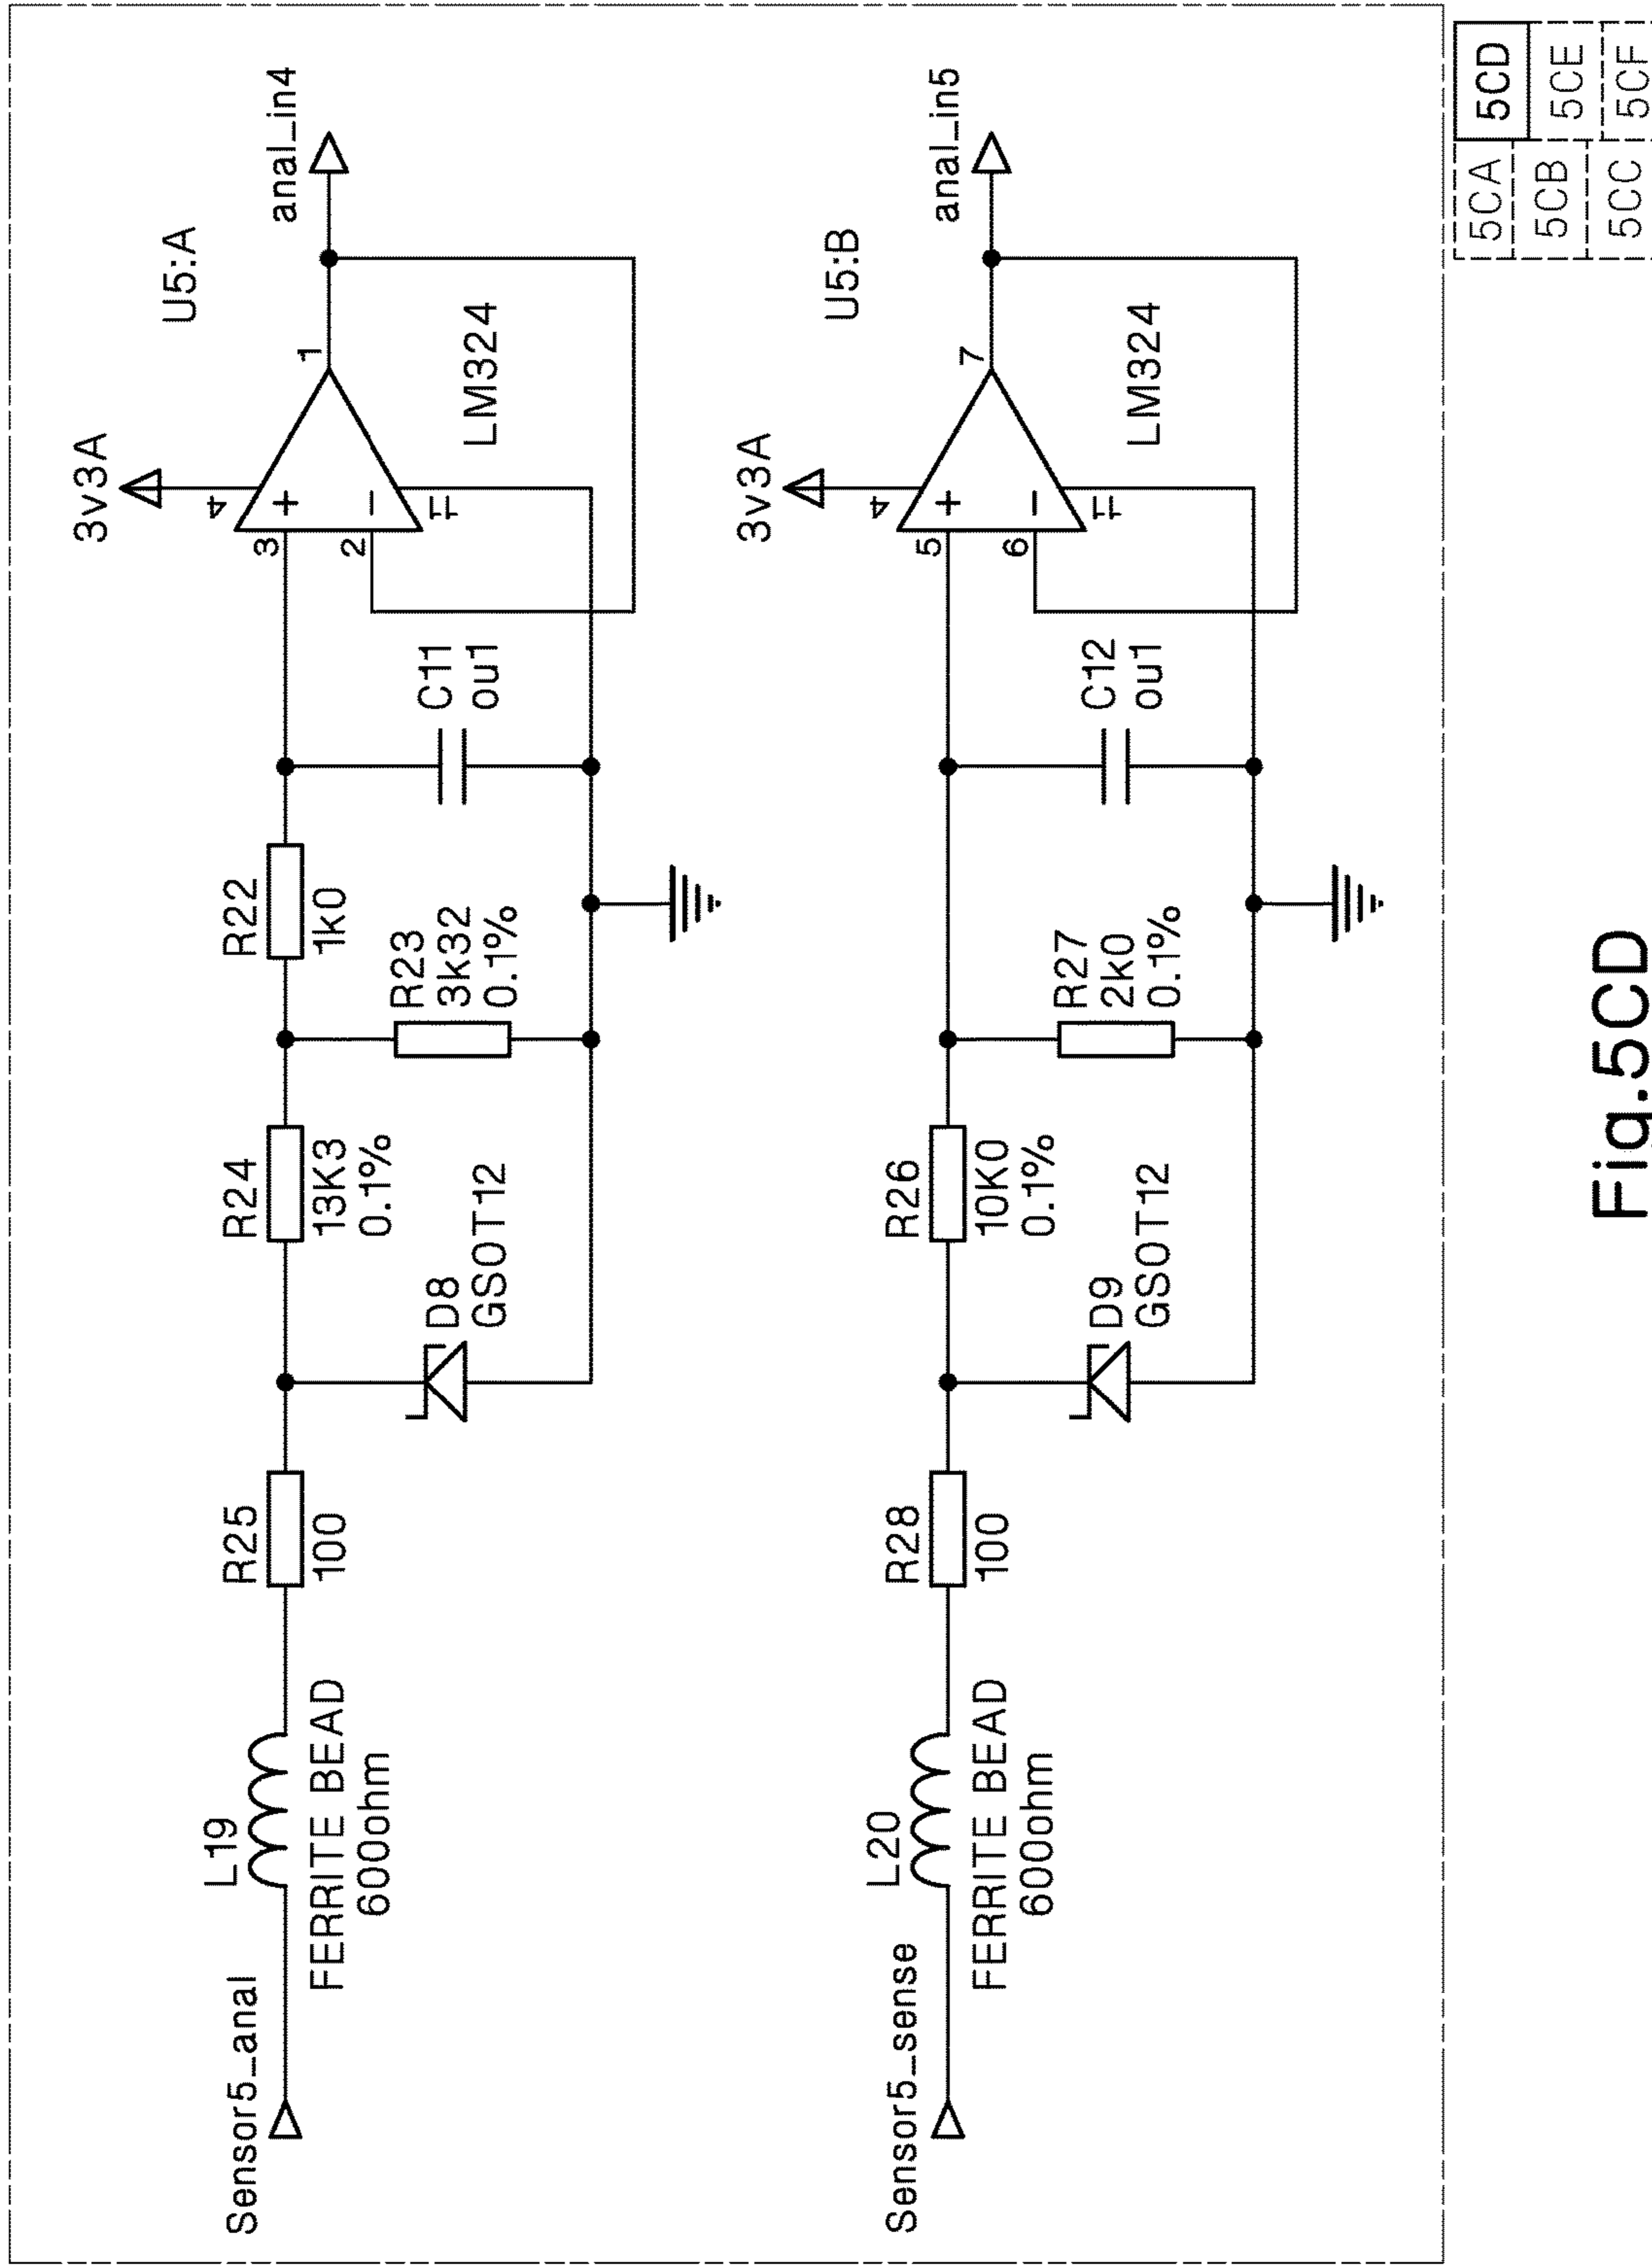 Sensor5_anal
L19
FERRITE BEAD
600ohm
R25
100
D8
GSOT12
R24
13K3
0.1%
R23
3k32
0.1%
R22
1k0
C11
ou1
3v3A
4
3
+
2
−
11
1
U5:A
LM324
anal_in4
Sensor5_sense
L20
FERRITE BEAD
600ohm
R28
100
D9
GSOT12
R26
10K0
0.1%
R27
2k0
0.1%
C12
ou1
3v3A
4
5
+
6
−
11
7
U5:B
LM324
anal_in5
5CA 5CD
5CB 5CE
5CC 5CF
Fig.5CD